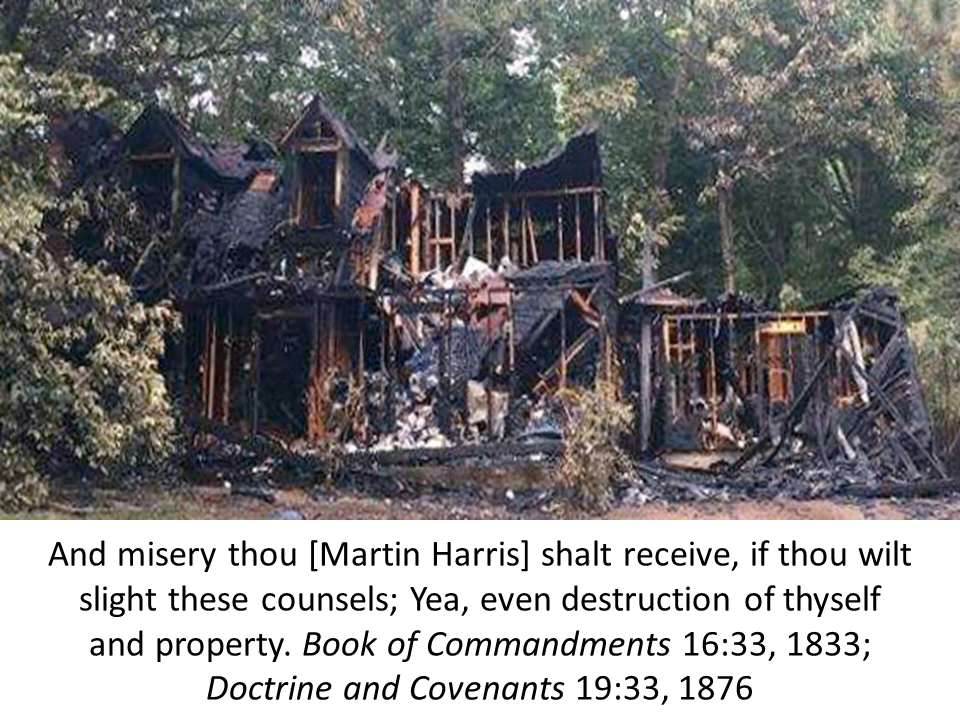 And misery thou [Martin Harris] shalt receive, if thou wilt
slight these counsels; Yea, even destruction of thyself
and property. Book of Commandments 16:33, 1833;
Doctrine and Covenants 19:33, 1876